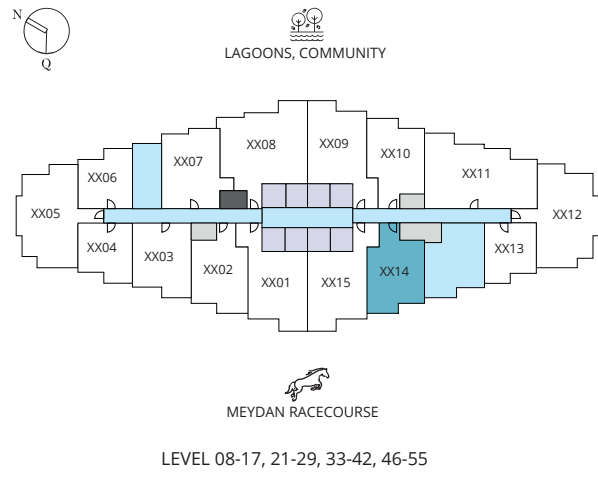 N
Q
LAGOONS, COMMUNITY
XX08
XX09
XX10
XX07
XX11
XX06
XX05
XX12
XX04
XX03
XX02
XX01
XX15
XX14
XX13
MEYDAN RACECOURSE
LEVEL 08-17, 21-29, 33-42, 46-55